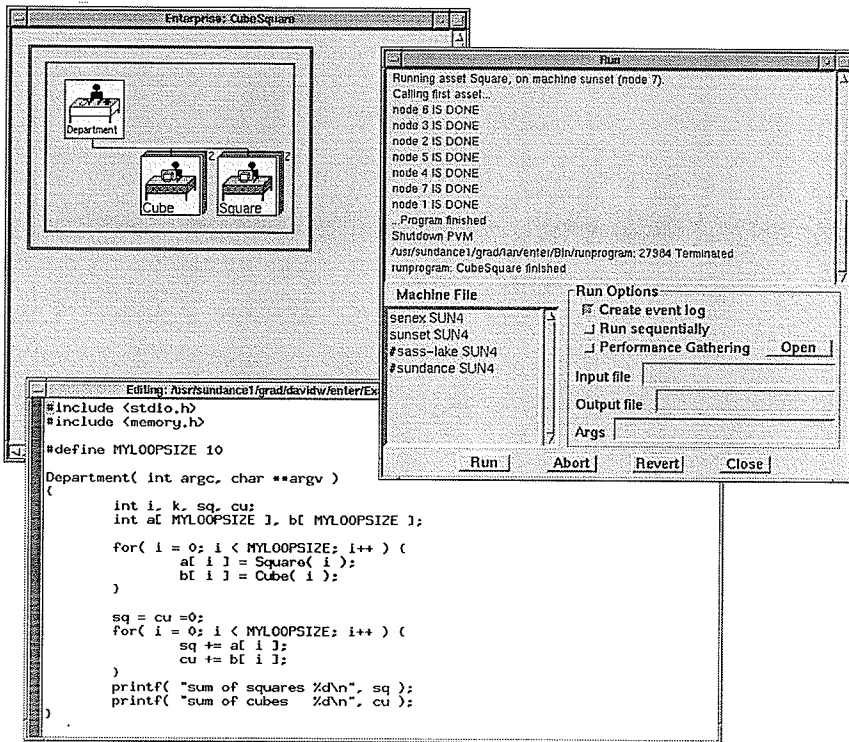 Enterprise: CubeSquare
Department
Cube
2
Square
2
Run
Running asset Square, on machine sunset (node 7).
Calling first asset...
node 6 IS DONE
node 3 IS DONE
node 2 IS DONE
node 5 IS DONE
node 4 IS DONE
node 7 IS DONE
node 1 IS DONE
...Program finished
Shutdown PVM
/usr/sundance1/grad/ian/enter/Bin/runprogram: 27984 Terminated
runprogram: CubeSquare finished
Machine File
senex SUN4
sunset SUN4
#sass-lake SUN4
#sundance SUN4
Run Options
Create event log
Run sequentially
Performance Gathering
Open
Input file
Output file
Args
Run
Abort
Revert
Close
Editing: /usr/sundance1/grad/davidw/enter/Ex
#include <stdio.h>
#include <memory.h>
#define MYLOOPSIZE 10
Department( int argc, char **argv )
{
int i, k, sq, cu;
int a[ MYLOOPSIZE ], b[ MYLOOPSIZE ];
for( i = 0; i < MYLOOPSIZE; i++ ) {
a[ i ] = Square( i );
b[ i ] = Cube( i );
}
sq = cu =0;
for( i = 0; i < MYLOOPSIZE; i++ ) {
sq += a[ i ];
cu += b[ i ];
}
printf( "sum of squares %d\n", sq );
printf( "sum of cubes %d\n", cu );
}